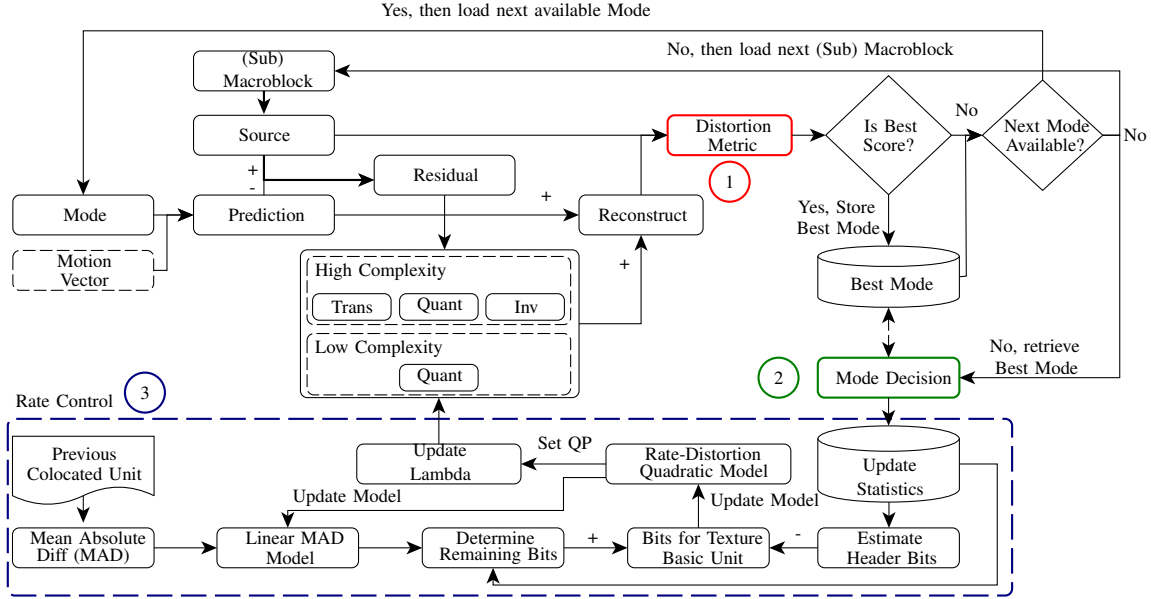 Yes, then load next available Mode
No, then load next (Sub) Macroblock
(Sub)
Macroblock
Source
Distortion
Metric
Is Best
Score?
No
Next Mode
Available?
No
+
-
Residual
1
Mode
Prediction
+
Reconstruct
Yes, Store
Best Mode
Motion
Vector
+
High Complexity
Trans
Quant
Inv
Best Mode
Low Complexity
Quant
2
Mode Decision
No, retrieve
Best Mode
Rate Control
3
Previous
Colocated Unit
Update
Lambda
Set QP
Rate-Distortion
Quadratic Model
Update
Statistics
Update Model
Update Model
Mean Absolute
Diff (MAD)
Linear MAD
Model
Determine
Remaining Bits
+
Bits for Texture
Basic Unit
-
Estimate
Header Bits